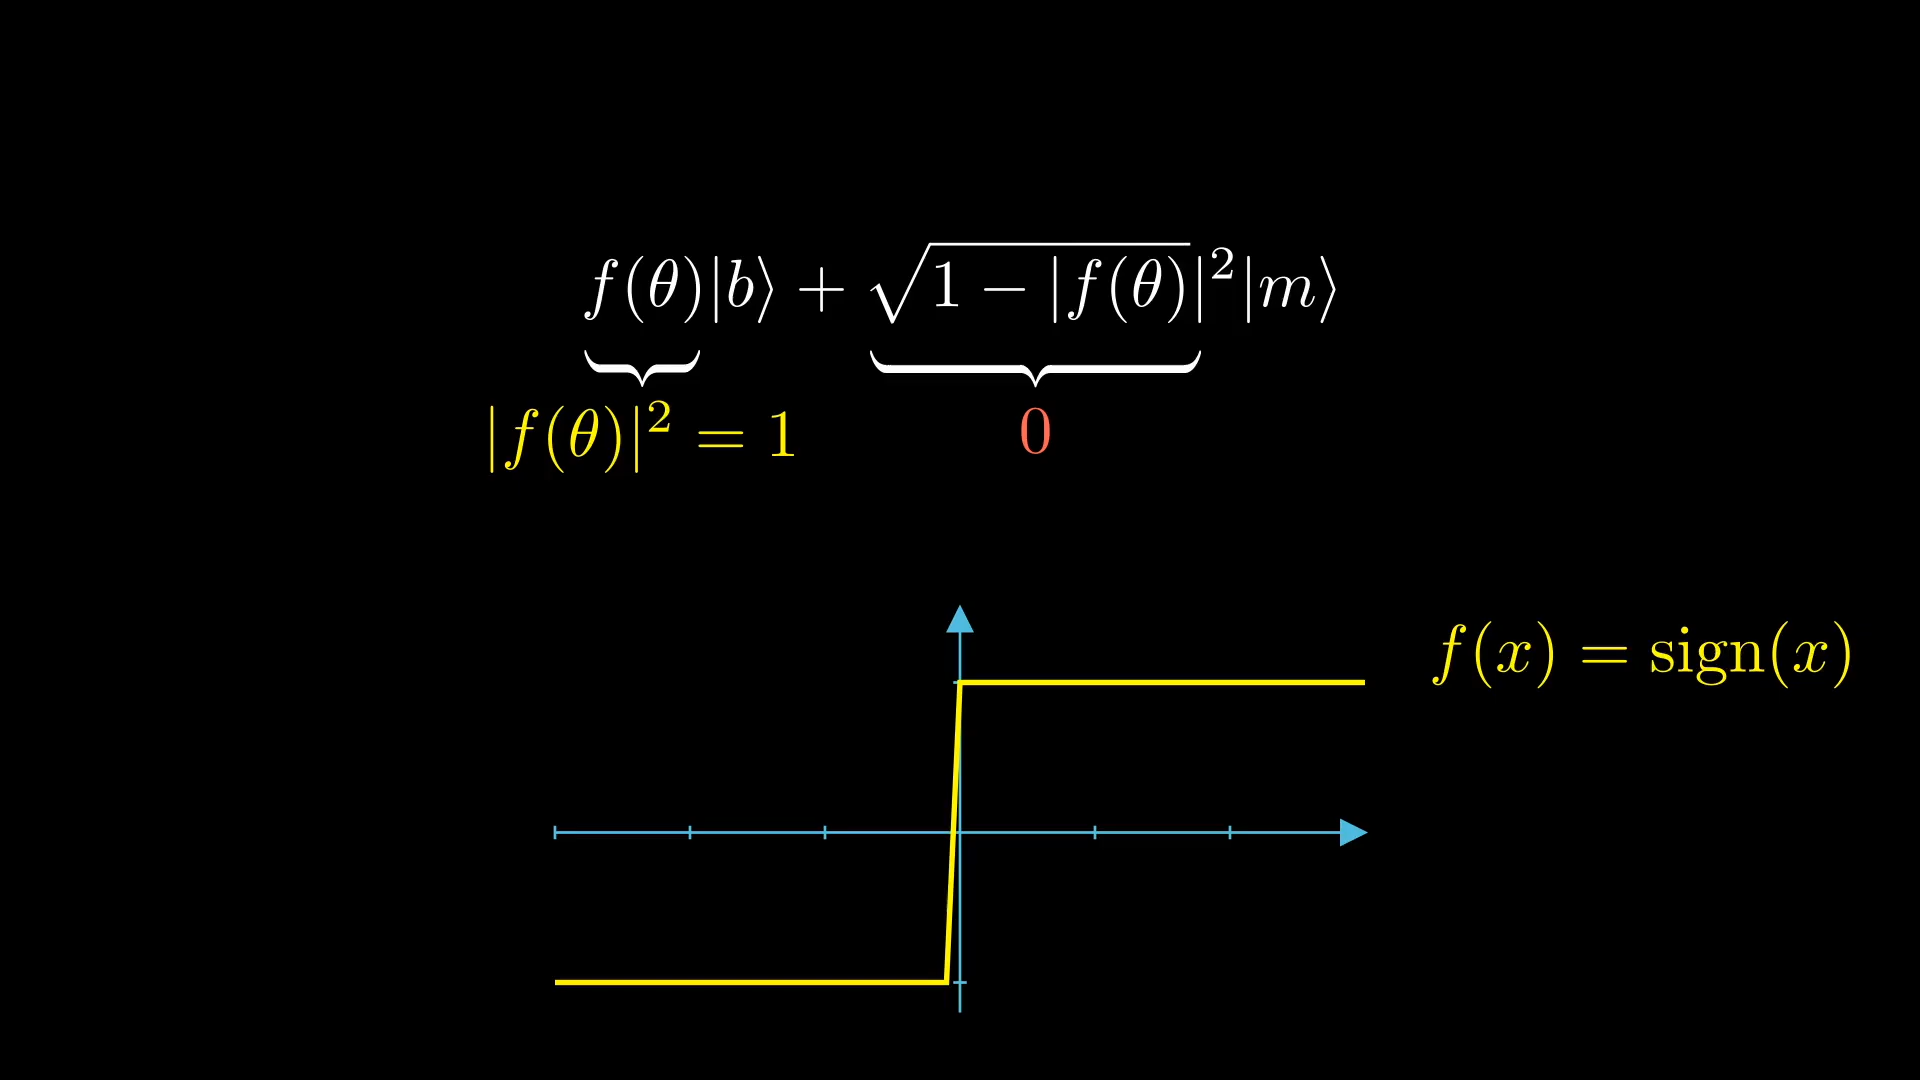 f(θ)|b⟩ + √1 − |f(θ)|²|m⟩
|f(θ)|² = 1
0
f(x) = sign(x)